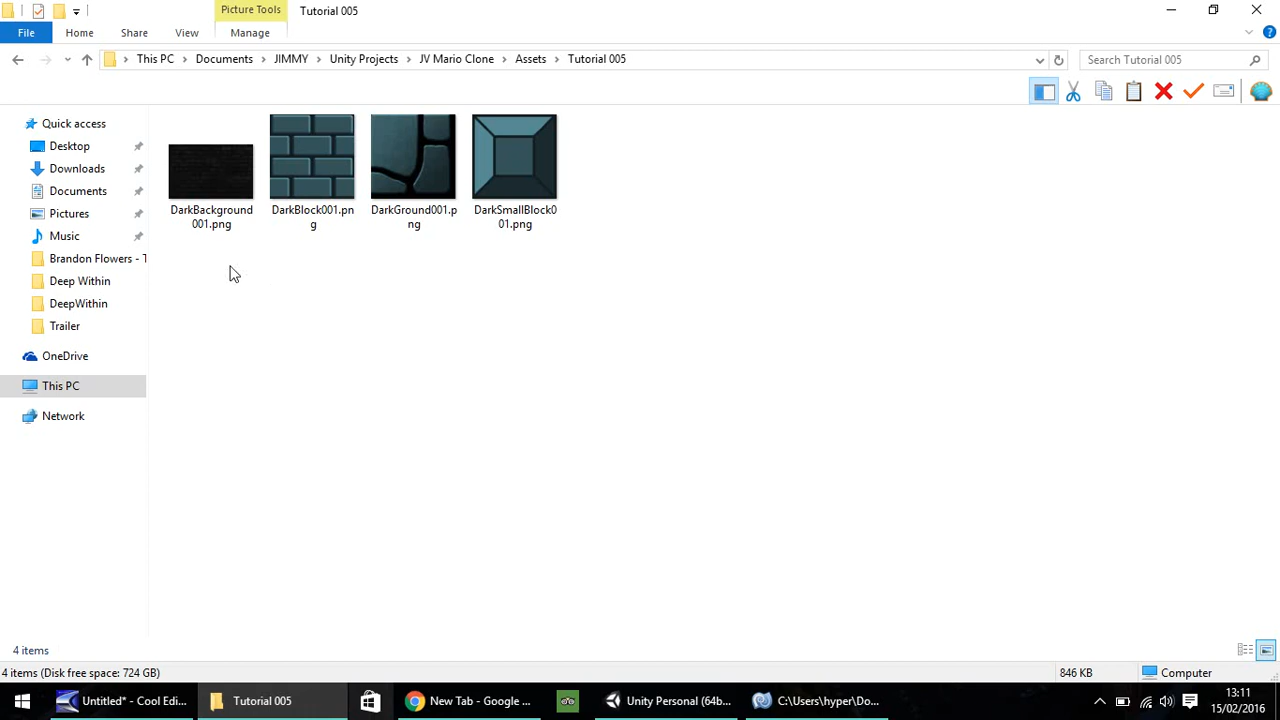 Picture Tools
Tutorial 005
File
Home
Share
View
Manage
This PC
Documents
JIMMY
Unity Projects
JV Mario Clone
Assets
Tutorial 005
Search Tutorial 005
Quick access
Desktop
Downloads
Documents
Pictures
Music
Brandon Flowers - T
Deep Within
DeepWithin
Trailer
OneDrive
This PC
Network
DarkBackground
001.png
DarkBlock001.pn
g
DarkGround001.p
ng
DarkSmallBlock0
01.png
4 items
4 items (Disk free space: 724 GB)
846 KB
Computer
Untitled* - Cool Edi...
Tutorial 005
New Tab - Google ...
Unity Personal (64b...
C:\Users\hyper\Do...
13:11
15/02/2016